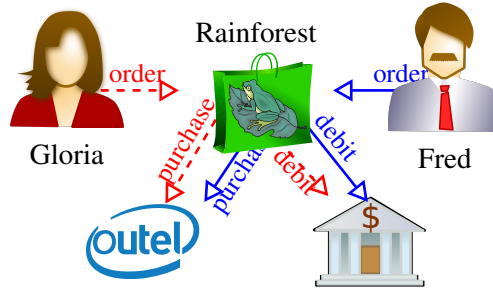 Rainforest
order
order
Gloria
Fred
purchase
purchase
debit
debit
outel
$